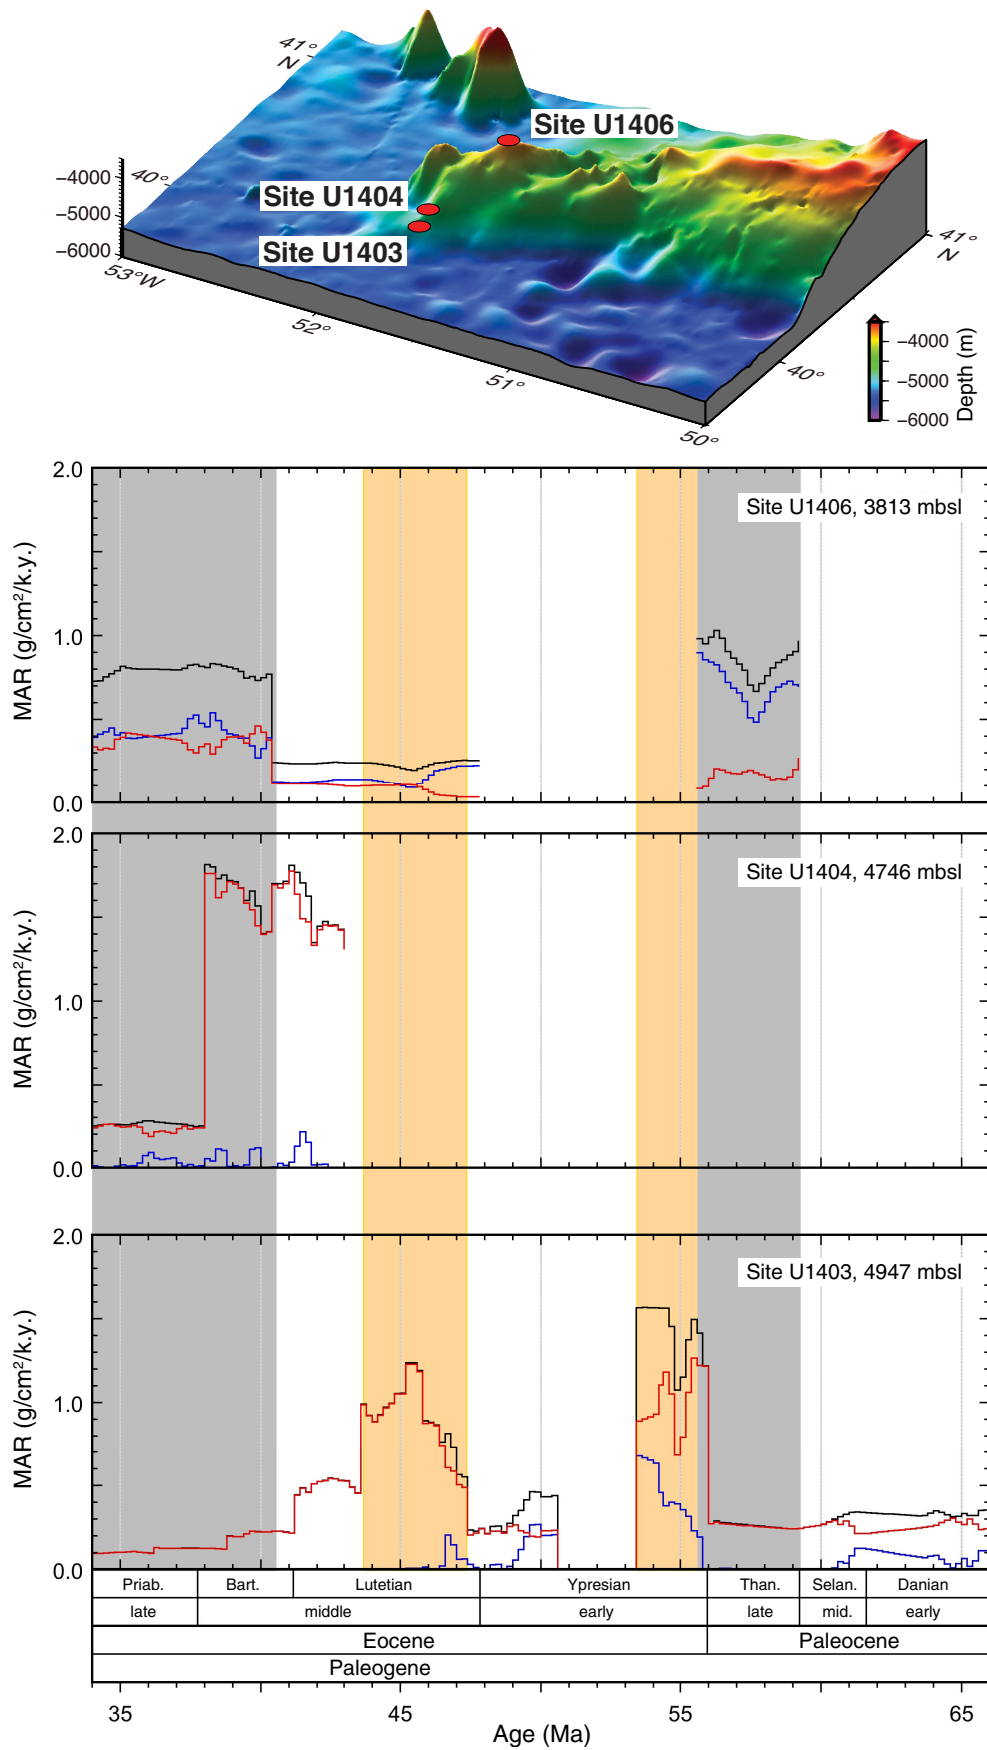 41°
N
Site U1406
−4000
40°
Site U1404
−5000
Site U1403
−6000
41°
N
53°W
52°
51°
40°
50°
−4000
−5000
−6000
Depth (m)
2.0
Site U1406, 3813 mbsl
MAR (g/cm²/k.y.)
1.0
0.0
2.0
Site U1404, 4746 mbsl
MAR (g/cm²/k.y.)
1.0
0.0
2.0
Site U1403, 4947 mbsl
MAR (g/cm²/k.y.)
1.0
0.0
Priab. Bart. Lutetian Ypresian Than. Selan. Danian
late middle early late mid. early
Eocene Paleocene
Paleogene
35 45 55 65
Age (Ma)